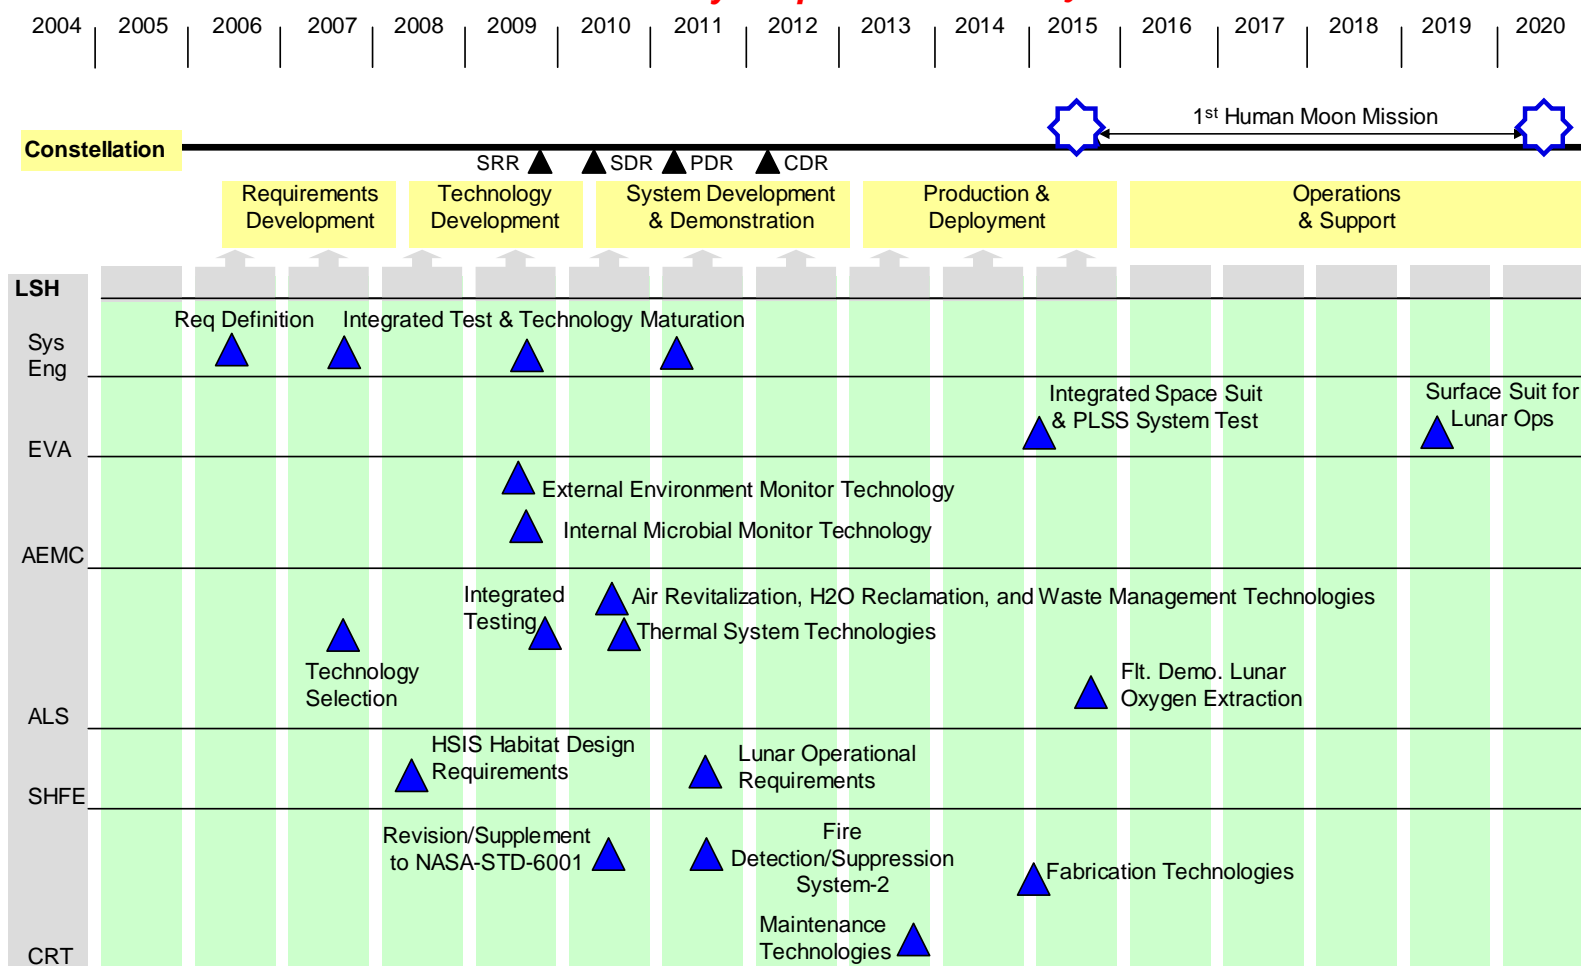 2004 2005 2006 2007 2008 2009 2010 2011 2012 2013 2014 2015 2016 2017 2018 2019 2020
1st Human Moon Mission
Constellation
SRR SDR PDR CDR
Requirements
Development
Technology
Development
System Development
& Demonstration
Production &
Deployment
Operations
& Support
LSH
Req Definition
Integrated Test & Technology Maturation
Sys
Eng
Integrated Space Suit
& PLSS System Test
Surface Suit for
Lunar Ops
EVA
External Environment Monitor Technology
Internal Microbial Monitor Technology
AEMC
Integrated
Testing
Air Revitalization, H2O Reclamation, and Waste Management Technologies
Thermal System Technologies
Technology
Selection
Flt. Demo. Lunar
Oxygen Extraction
ALS
HSIS Habitat Design
Requirements
Lunar Operational
Requirements
SHFE
Revision/Supplement
to NASA-STD-6001
Fire
Detection/Suppression
System-2
Fabrication Technologies
Maintenance
Technologies
CRT